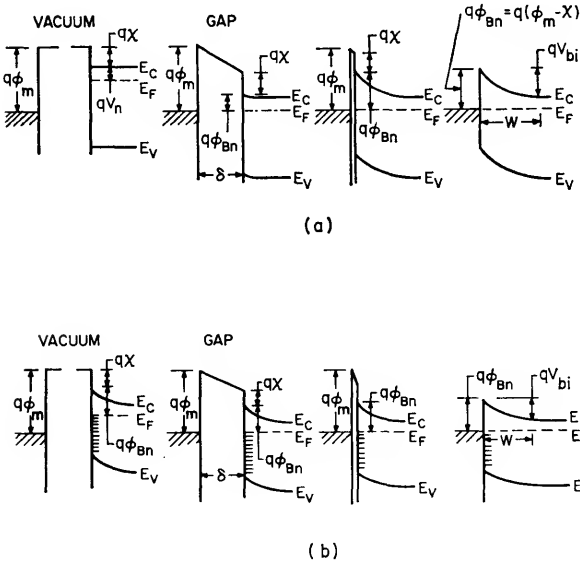 VACUUM
GAP
qϕBn=q(ϕm-χ)
qχ
qϕm
EC
qVn
EF
EV
qχ
qϕm
EC
EF
qϕBn
δ
EV
qχ
qϕm
EC
EF
qϕBn
EV
qVbi
EC
EF
W
EV
(a)
VACUUM
GAP
qχ
qϕm
EC
EF
qϕBn
EV
qχ
qϕm
EC
EF
qϕBn
δ
EV
qϕm
qϕBn
EC
EF
EV
qϕBn
qVbi
E
E
W
E
(b)